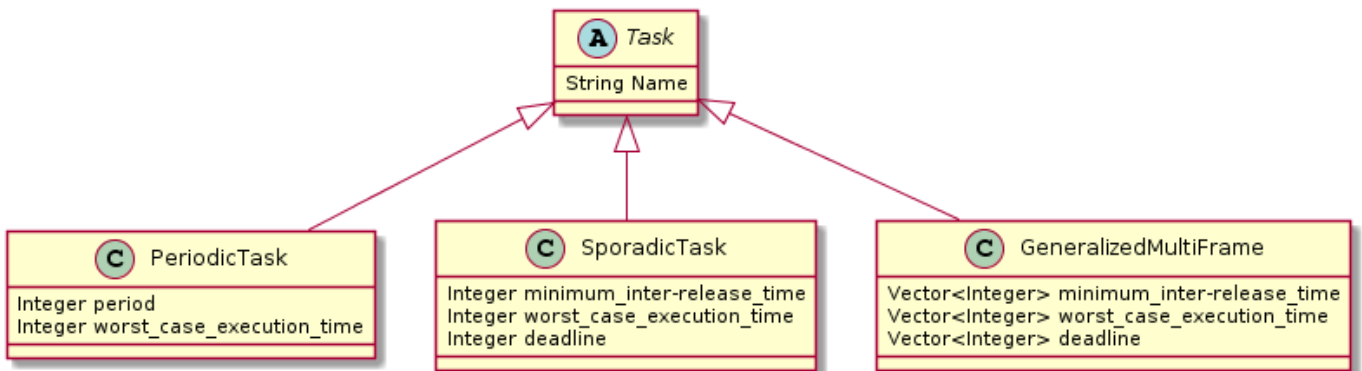 A Task
String Name
C PeriodicTask
Integer period
Integer worst_case_execution_time
C SporadicTask
Integer minimum_inter-release_time
Integer worst_case_execution_time
Integer deadline
C GeneralizedMultiFrame
Vector<Integer> minimum_inter-release_time
Vector<Integer> worst_case_execution_time
Vector<Integer> deadline